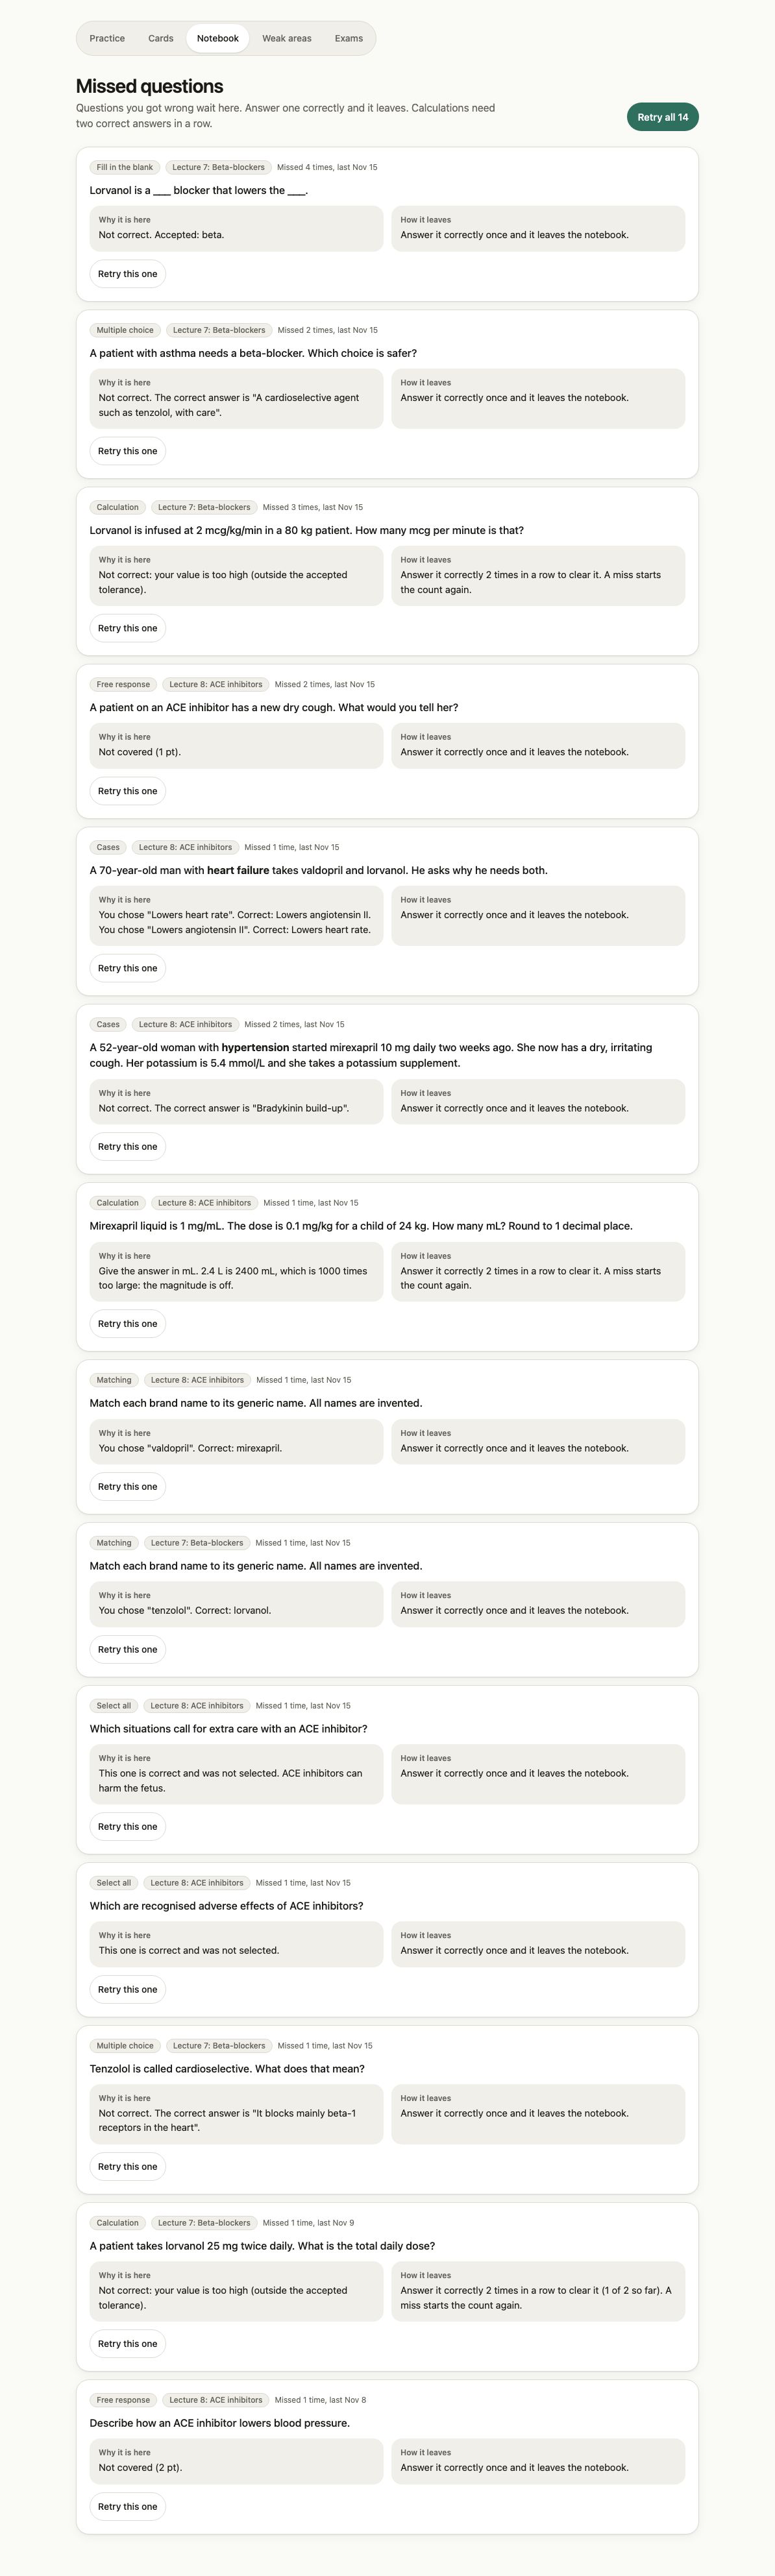 Practice
Cards
Notebook
Weak areas
Exams
Missed questions
Questions you got wrong wait here. Answer one correctly and it leaves. Calculations need
two correct answers in a row.
Retry all 14
Fill in the blank
Lecture 7: Beta-blockers
Missed 4 times, last Nov 15
Lorvanol is a ____ blocker that lowers the ____.
Why it is here
Not correct. Accepted: beta.
How it leaves
Answer it correctly once and it leaves the notebook.
Retry this one
Multiple choice
Lecture 7: Beta-blockers
Missed 2 times, last Nov 15
A patient with asthma needs a beta-blocker. Which choice is safer?
Why it is here
Not correct. The correct answer is "A cardioselective agent
such as tenzolol, with care".
How it leaves
Answer it correctly once and it leaves the notebook.
Retry this one
Calculation
Lecture 7: Beta-blockers
Missed 3 times, last Nov 15
Lorvanol is infused at 2 mcg/kg/min in a 80 kg patient. How many mcg per minute is that?
Why it is here
Not correct: your value is too high (outside the accepted
tolerance).
How it leaves
Answer it correctly 2 times in a row to clear it. A miss starts
the count again.
Retry this one
Free response
Lecture 8: ACE inhibitors
Missed 2 times, last Nov 15
A patient on an ACE inhibitor has a new dry cough. What would you tell her?
Why it is here
Not covered (1 pt).
How it leaves
Answer it correctly once and it leaves the notebook.
Retry this one
Cases
Lecture 8: ACE inhibitors
Missed 1 time, last Nov 15
A 70-year-old man with heart failure takes valdopril and lorvanol. He asks why he needs both.
Why it is here
You chose "Lowers heart rate". Correct: Lowers angiotensin II.
You chose "Lowers angiotensin II". Correct: Lowers heart rate.
How it leaves
Answer it correctly once and it leaves the notebook.
Retry this one
Cases
Lecture 8: ACE inhibitors
Missed 2 times, last Nov 15
A 52-year-old woman with hypertension started mirexapril 10 mg daily two weeks ago. She now has a dry, irritating
cough. Her potassium is 5.4 mmol/L and she takes a potassium supplement.
Why it is here
Not correct. The correct answer is "Bradykinin build-up".
How it leaves
Answer it correctly once and it leaves the notebook.
Retry this one
Calculation
Lecture 8: ACE inhibitors
Missed 1 time, last Nov 15
Mirexapril liquid is 1 mg/mL. The dose is 0.1 mg/kg for a child of 24 kg. How many mL? Round to 1 decimal place.
Why it is here
Give the answer in mL. 2.4 L is 2400 mL, which is 1000 times
too large: the magnitude is off.
How it leaves
Answer it correctly 2 times in a row to clear it. A miss starts
the count again.
Retry this one
Matching
Lecture 8: ACE inhibitors
Missed 1 time, last Nov 15
Match each brand name to its generic name. All names are invented.
Why it is here
You chose "valdopril". Correct: mirexapril.
How it leaves
Answer it correctly once and it leaves the notebook.
Retry this one
Matching
Lecture 7: Beta-blockers
Missed 1 time, last Nov 15
Match each brand name to its generic name. All names are invented.
Why it is here
You chose "tenzolol". Correct: lorvanol.
How it leaves
Answer it correctly once and it leaves the notebook.
Retry this one
Select all
Lecture 8: ACE inhibitors
Missed 1 time, last Nov 15
Which situations call for extra care with an ACE inhibitor?
Why it is here
This one is correct and was not selected. ACE inhibitors can
harm the fetus.
How it leaves
Answer it correctly once and it leaves the notebook.
Retry this one
Select all
Lecture 8: ACE inhibitors
Missed 1 time, last Nov 15
Which are recognised adverse effects of ACE inhibitors?
Why it is here
This one is correct and was not selected.
How it leaves
Answer it correctly once and it leaves the notebook.
Retry this one
Multiple choice
Lecture 7: Beta-blockers
Missed 1 time, last Nov 15
Tenzolol is called cardioselective. What does that mean?
Why it is here
Not correct. The correct answer is "It blocks mainly beta-1
receptors in the heart".
How it leaves
Answer it correctly once and it leaves the notebook.
Retry this one
Calculation
Lecture 7: Beta-blockers
Missed 1 time, last Nov 9
A patient takes lorvanol 25 mg twice daily. What is the total daily dose?
Why it is here
Not correct: your value is too high (outside the accepted
tolerance).
How it leaves
Answer it correctly 2 times in a row to clear it (1 of 2 so far). A
miss starts the count again.
Retry this one
Free response
Lecture 8: ACE inhibitors
Missed 1 time, last Nov 8
Describe how an ACE inhibitor lowers blood pressure.
Why it is here
Not covered (2 pt).
How it leaves
Answer it correctly once and it leaves the notebook.
Retry this one